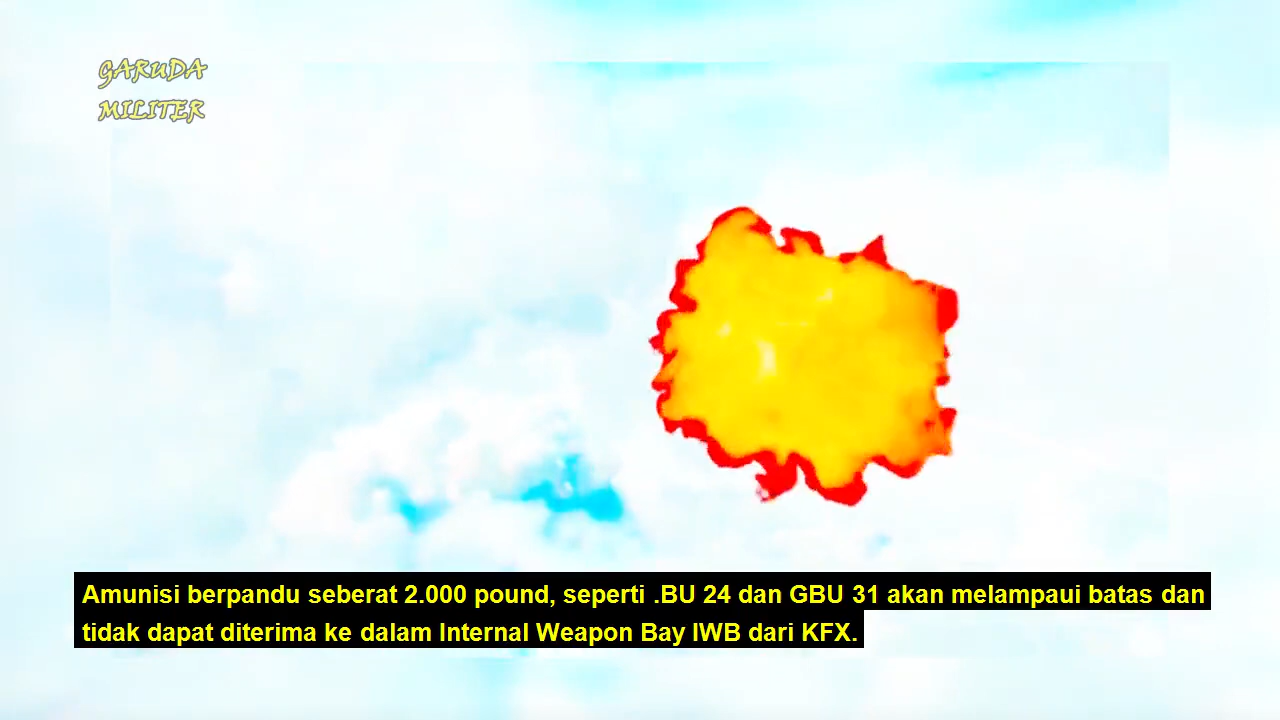 GARUDA
MILITER
Amunisi berpandu seberat 2.000 pound, seperti .BU 24 dan GBU 31 akan melampaui batas dan
tidak dapat diterima ke dalam Internal Weapon Bay IWB dari KFX.